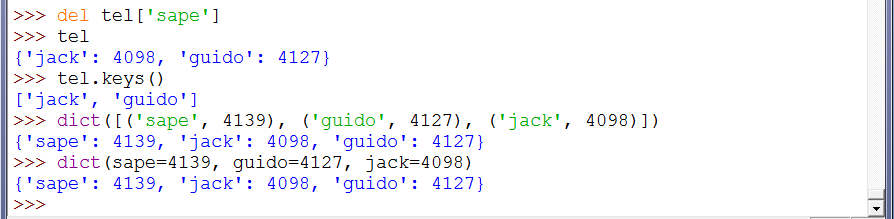 >>> del tel['sape']
>>> tel
{'jack': 4098, 'guido': 4127}
>>> tel.keys()
['jack', 'guido']
>>> dict([('sape', 4139), ('guido', 4127), ('jack', 4098)])
{'sape': 4139, 'jack': 4098, 'guido': 4127}
>>> dict(sape=4139, guido=4127, jack=4098)
{'sape': 4139, 'jack': 4098, 'guido': 4127}
>>>